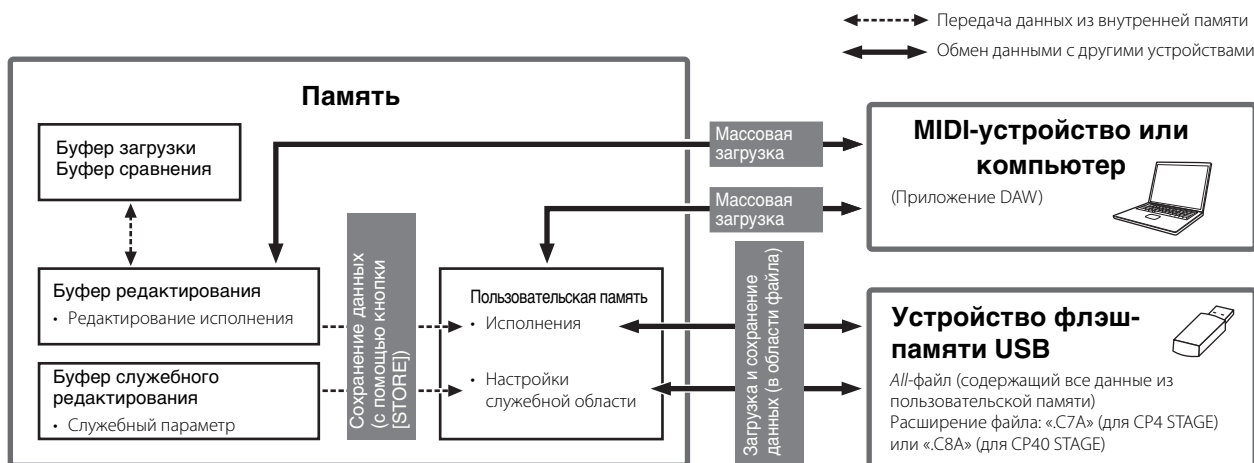 Передача данных из внутренней памяти
Обмен данными с другими устройствами
Память
Буфер загрузки
Буфер сравнения
Буфер редактирования
• Редактирование исполнения
Буфер служебного
редактирования
• Служебный параметр
Сохранение данных
(с помощью кнопки
[STORE])
Пользовательская память
• Исполнения
• Настройки
служебной области
Массовая
загрузка
Массовая
загрузка
Загрузка и сохранение
данных (в области файла)
MIDI-устройство или
компьютер
(Приложение DAW)
Устройство флэш-
памяти USB
All-файл (содержащий все данные из
пользовательской памяти)
Расширение файла: «.C7A» (для CP4 STAGE)
или «.C8A» (для CP40 STAGE)